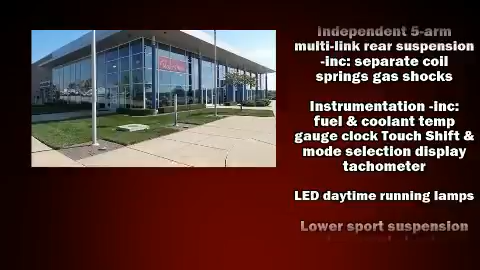 Independent 5-arm
multi-link rear suspension
-inc: separate coil
springs gas shocks
Instrumentation -inc:
fuel & coolant temp
gauge clock Touch Shift &
mode selection display
tachometer
LED daytime running lamps
Lower sport suspension